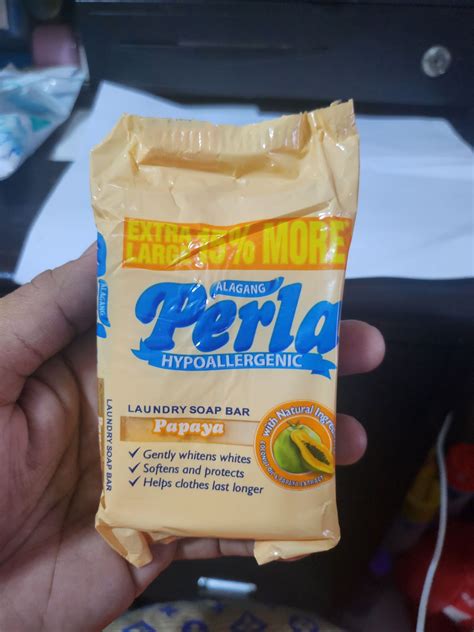 EXTRA LARGE 15% MORE
ALAGANG
Perla
HYPOALLERGENIC
LAUNDRY SOAP BAR
Papaya
✓ Gently whitens whites
✓ Softens and protects
✓ Helps clothes last longer
with Natural Ingre
ALAGANG
LAUNDRY SOAP BAR